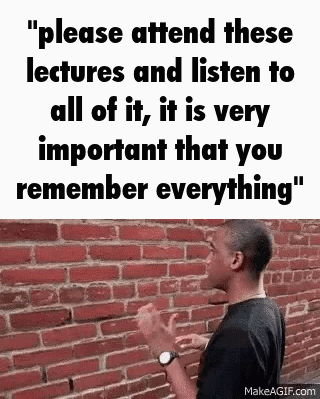 "please attend these
lectures and listen to
all of it, it is very
important that you
remember everything"
MakeAGIF.com